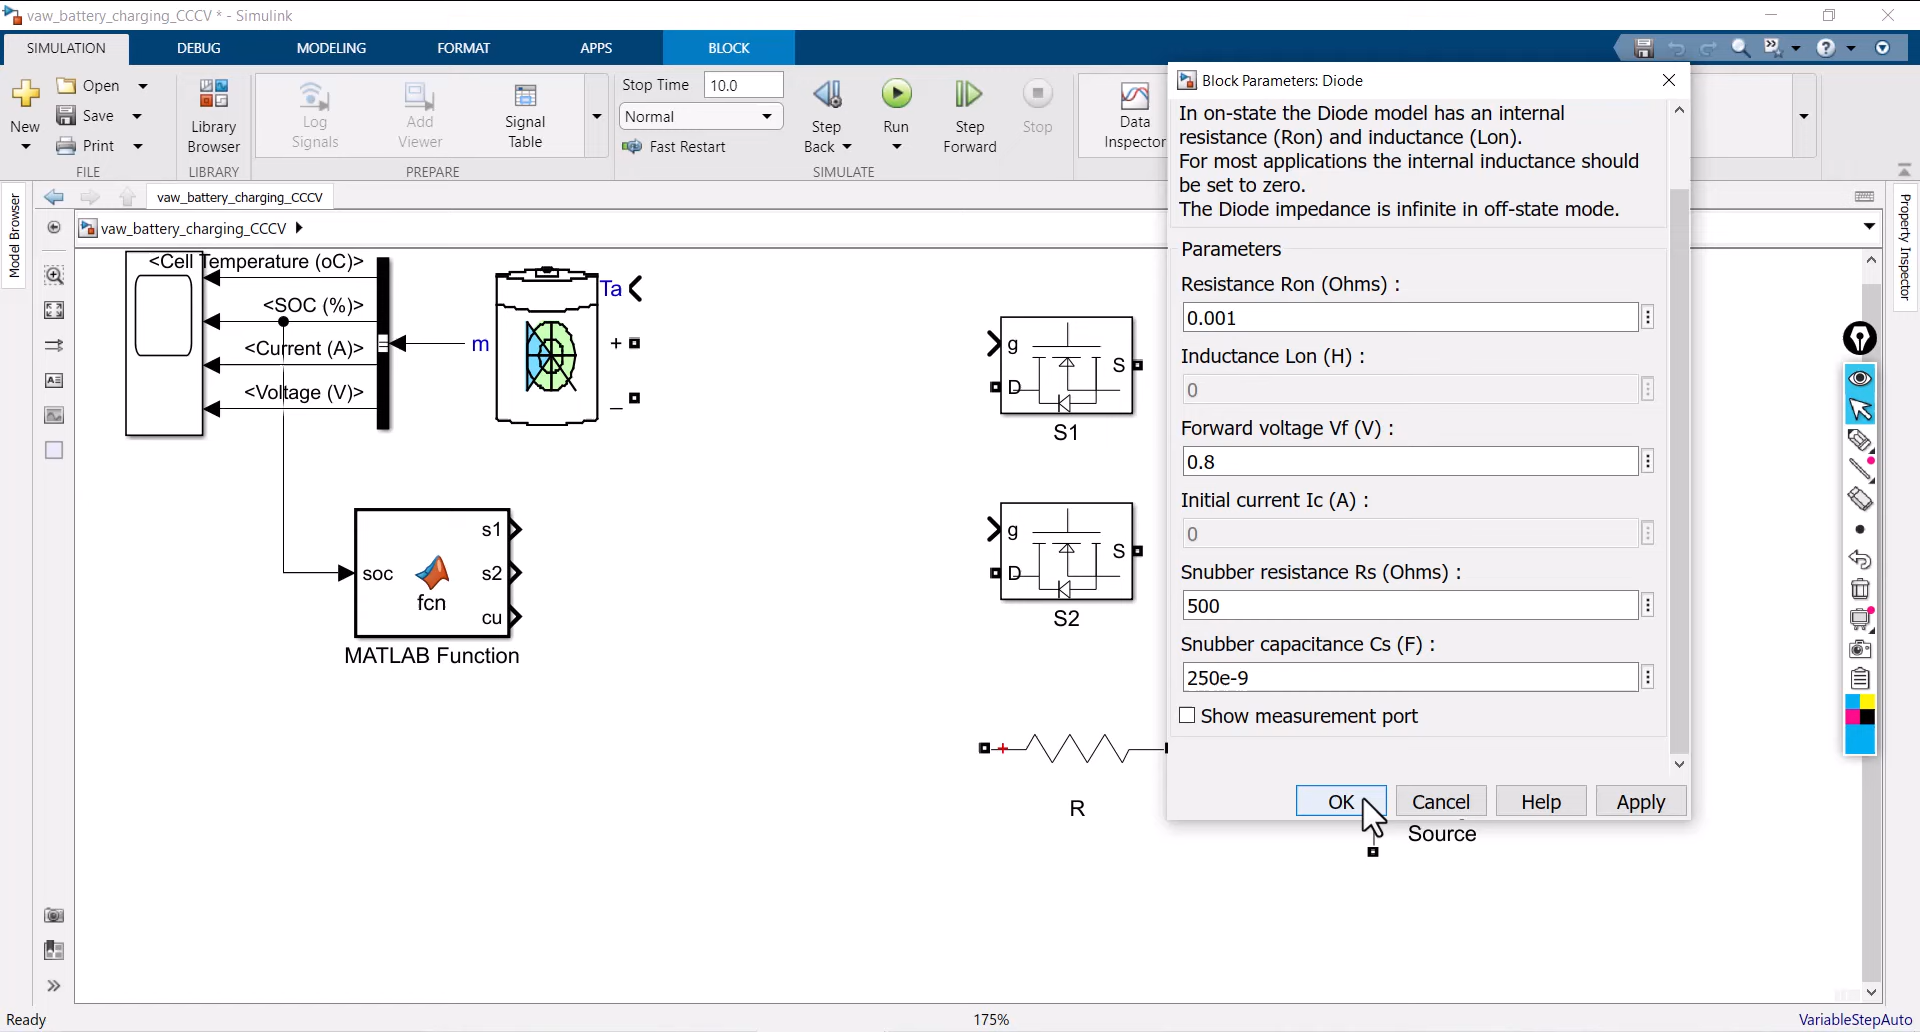 vaw_battery_charging_CCCV * - Simulink
SIMULATION
DEBUG
MODELING
FORMAT
APPS
BLOCK
New
Open
Save
Print
FILE
Library
Browser
LIBRARY
Log
Signals
Add
Viewer
Signal
Table
PREPARE
Stop Time
10.0
Normal
Fast Restart
Step
Back
Run
Step
Forward
Stop
SIMULATE
Data
Inspector
Model Browser
Property Inspector
vaw_battery_charging_CCCV
vaw_battery_charging_CCCV
<Cell Temperature (oC)>
<SOC (%)>
<Current (A)>
<Voltage (V)>
m
Ta
+
_
soc
fcn
s1
s2
cu
MATLAB Function
g
D
S
S1
g
D
S
S2
+
R
Source
Block Parameters: Diode
In on-state the Diode model has an internal
resistance (Ron) and inductance (Lon).
For most applications the internal inductance should
be set to zero.
The Diode impedance is infinite in off-state mode.
Parameters
Resistance Ron (Ohms) :
0.001
Inductance Lon (H) :
0
Forward voltage Vf (V) :
0.8
Initial current Ic (A) :
0
Snubber resistance Rs (Ohms) :
500
Snubber capacitance Cs (F) :
250e-9
Show measurement port
OK
Cancel
Help
Apply
Ready
175%
VariableStepAuto